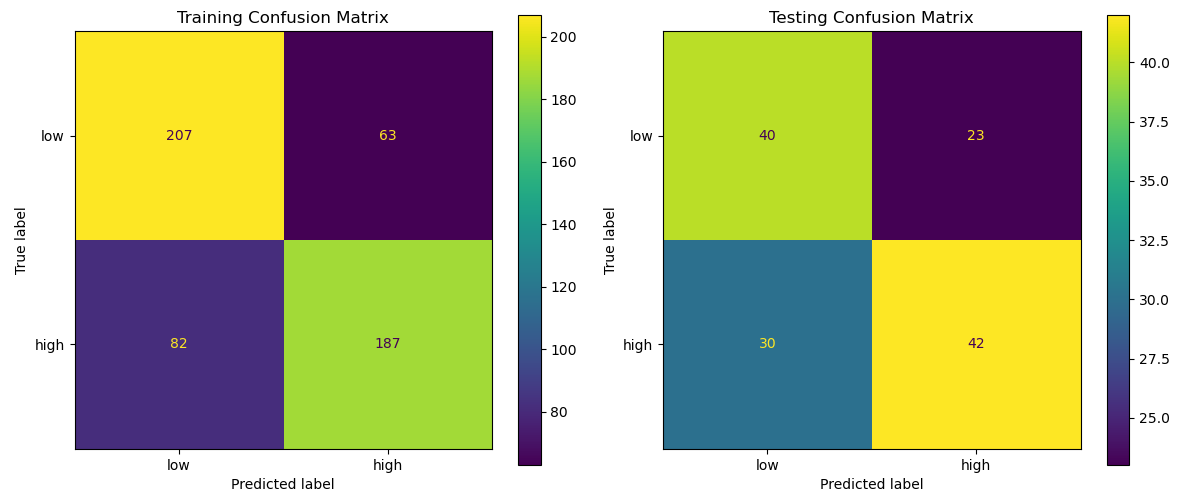 Training Confusion Matrix
low
high
207
63
82
187
low
high
Predicted label
True label
200
180
160
140
120
100
80
Testing Confusion Matrix
low
high
40
23
30
42
low
high
Predicted label
True label
40.0
37.5
35.0
32.5
30.0
27.5
25.0